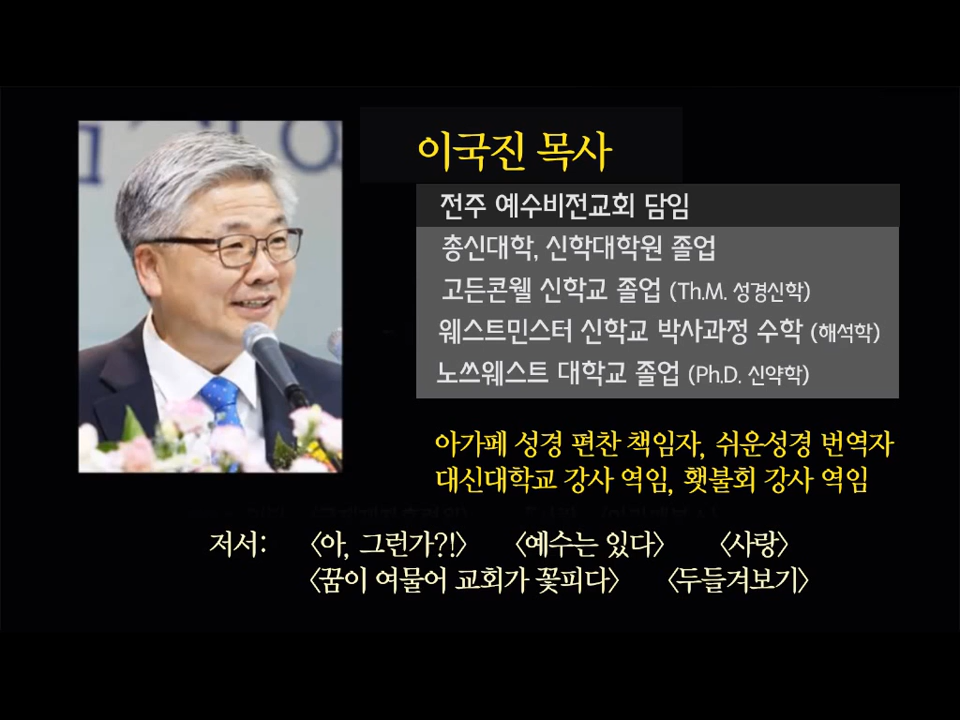 이국진 목사
전주 예수비전교회 담임
총신대학, 신학대학원 졸업
고든콘웰 신학교 졸업 (Th.M. 성경신학)
웨스트민스터 신학교 박사과정 수학 (해석학)
노쓰웨스트 대학교 졸업 (Ph.D. 신약학)
아가페 성경 편찬 책임자, 쉬운성경 번역자
대신대학교 강사 역임, 횃불회 강사 역임
저서: <아, 그런가?!> <예수는 있다> <사랑>
<꿈이 여물어 교회가 꽃피다> <두들겨보기>